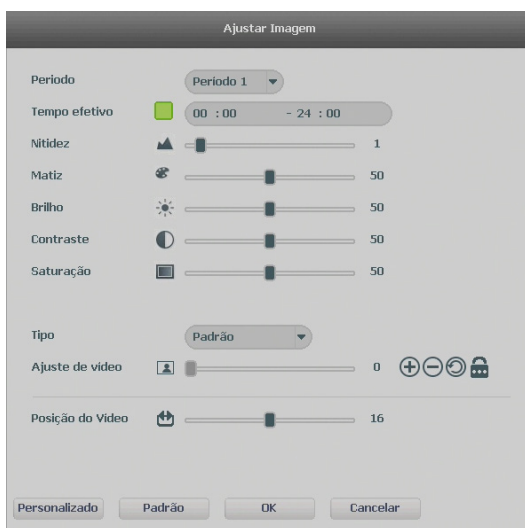 Ajustar Imagem
Periodo Periodo 1
Tempo efetivo 00 :00 - 24 :00
Nitidez 1
Matiz 50
Brilho 50
Contraste 50
Saturação 50
Tipo Padrão
Ajuste de vídeo 0
Posição do Vídeo 16
Personalizado Padrão OK Cancelar